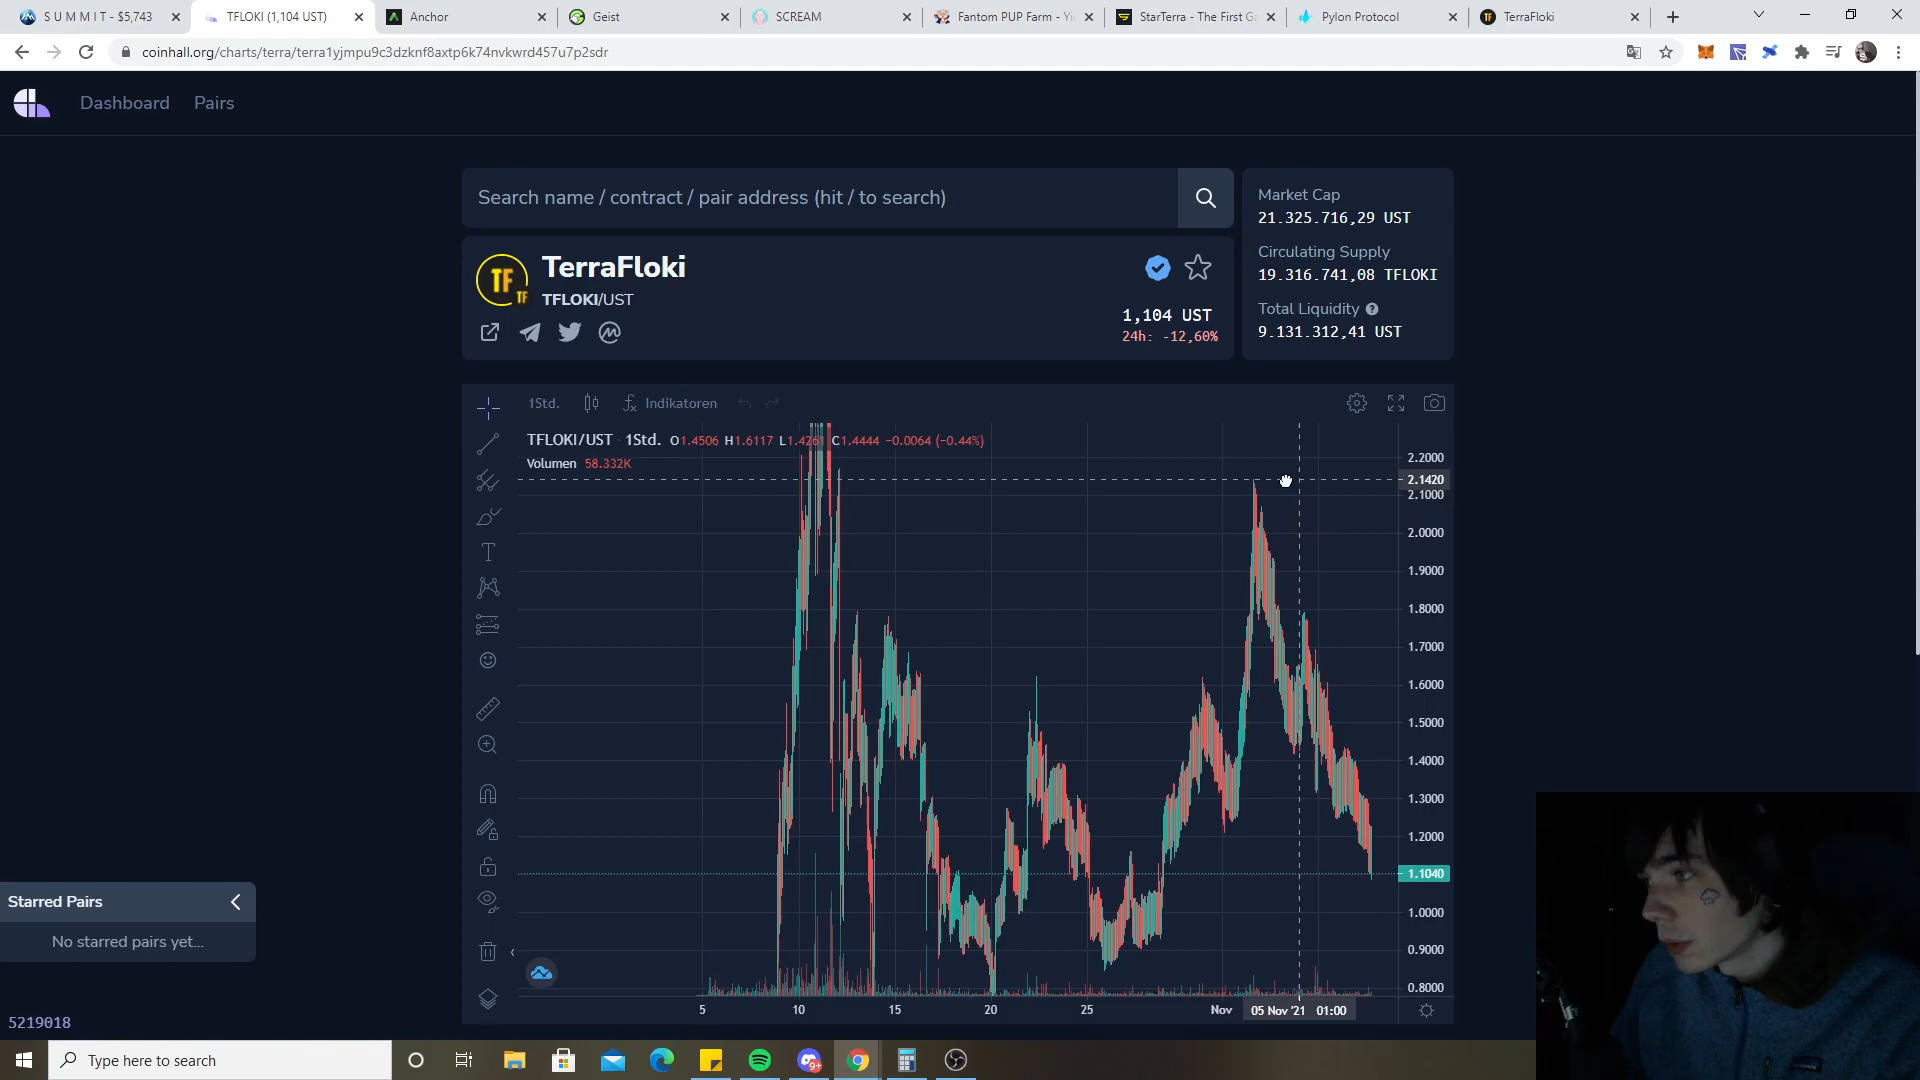 S U M M I T - $5,743
TFLOKI (1,104 UST)
Anchor
Geist
SCREAM
Fantom PUP Farm - Yi
StarTerra - The First G
Pylon Protocol
TerraFloki
coinhall.org/charts/terra/terra1yjmpu9c3dzknf8axtp6k74nvkwrd457u7p2sdr
Dashboard
Pairs
Search name / contract / pair address (hit / to search)
Market Cap
21.325.716,29 UST
Circulating Supply
19.316.741,08 TFLOKI
Total Liquidity
9.131.312,41 UST
TF
TF
TerraFloki
TFLOKI/UST
1,104 UST
24h: -12,60%
1Std.
Indikatoren
TFLOKI/UST · 1Std. O1.4506 H1.6117 L1.4261 C1.4444 −0.0064 (−0.44%)
Volumen 58.332K
2.2000
2.1420
2.1000
2.0000
1.9000
1.8000
1.7000
1.6000
1.5000
1.4000
1.3000
1.2000
1.1040
1.0000
0.9000
0.8000
5
10
15
20
25
Nov
05 Nov '21 01:00
Starred Pairs
No starred pairs yet...
5219018
Type here to search
9+